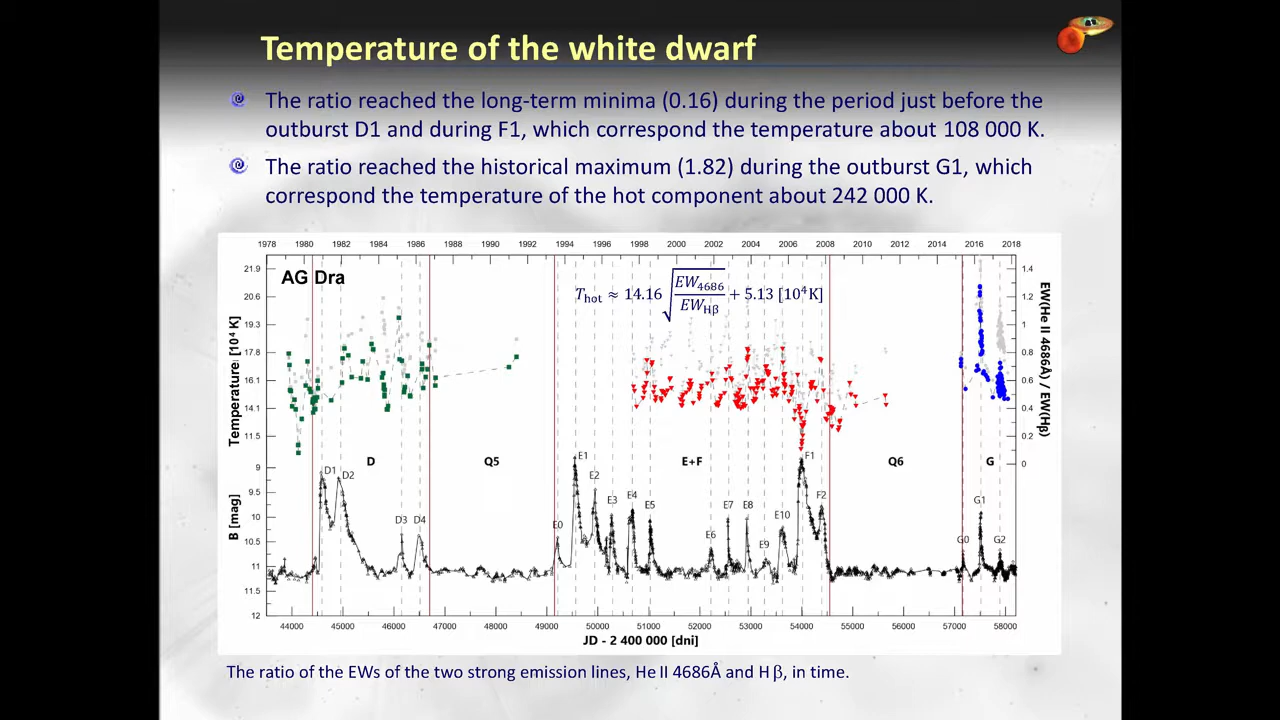 Temperature of the white dwarf
The ratio reached the long-term minima (0.16) during the period just before the
outburst D1 and during F1, which correspond the temperature about 108 000 K.
The ratio reached the historical maximum (1.82) during the outburst G1, which
correspond the temperature of the hot component about 242 000 K.
1978 1980 1982 1984 1986 1988 1990 1992 1994 1996 1998 2000 2002 2004 2006 2008 2010 2012 2014 2016 2018
AG Dra
T_hot ≈ 14.16 √(EW_4686 / EW_Hβ) + 5.13 [10⁴K]
Temperature [10⁴ K]
21.9
20.6
19.3
17.8
16.1
14.1
11.5
9
EW(He II 4686Å) / EW(Hβ)
1.4
1.2
1
0.8
0.6
0.4
0.2
0
D Q5 E+F Q6 G
B [mag]
9.5
10
10.5
11
11.5
12
D1 D2 D3 D4 E0 E1 E2 E3 E4 E5 E6 E7 E8 E9 E10 F1 F2 G0 G1 G2
44000 45000 46000 47000 48000 49000 50000 51000 52000 53000 54000 55000 56000 57000 58000
JD - 2 400 000 [dni]
The ratio of the EWs of the two strong emission lines, He II 4686Å and H β, in time.